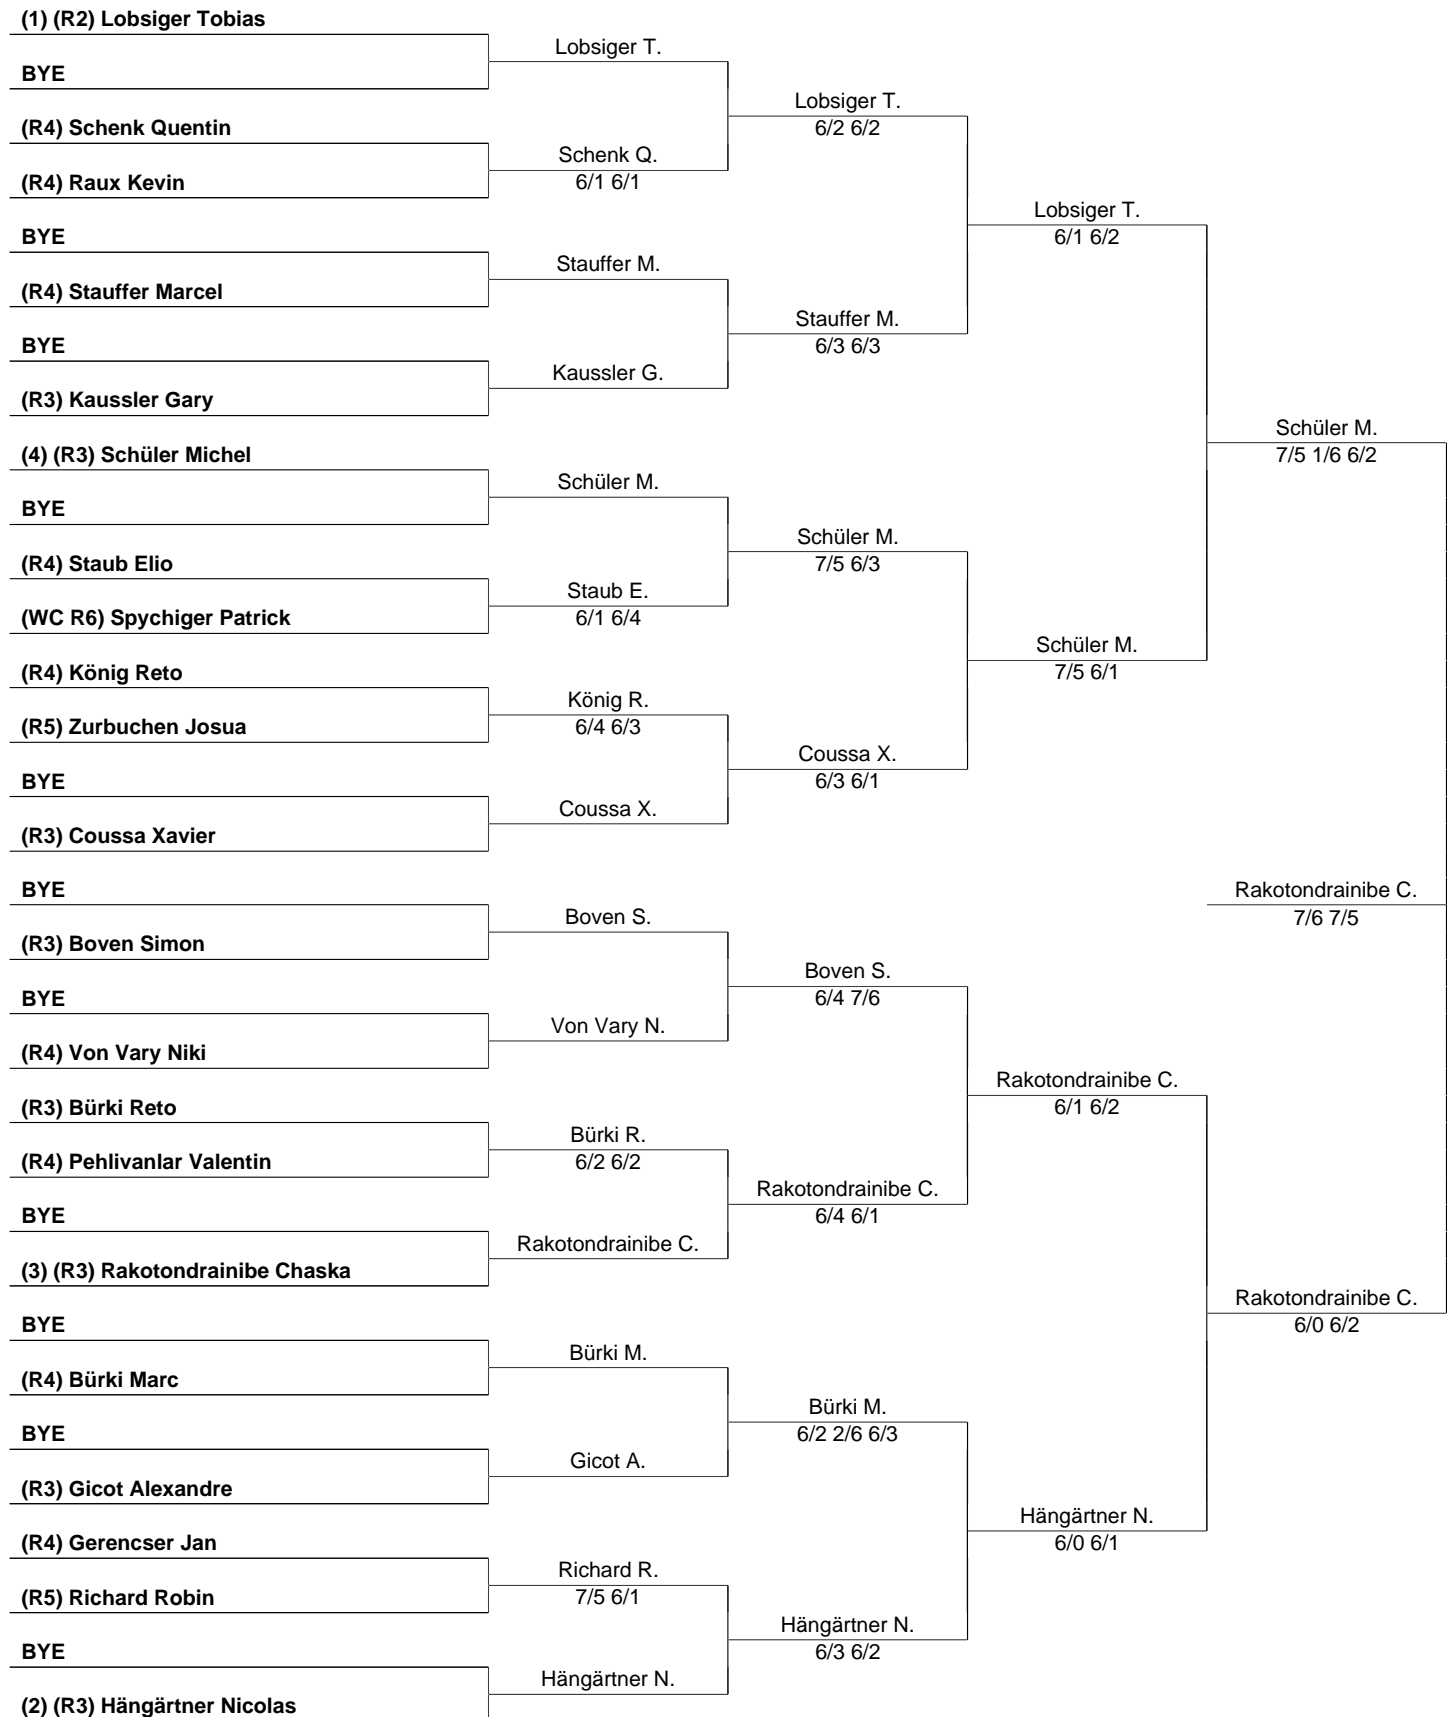 (1) (R2) Lobsiger Tobias
Lobsiger T.
BYE
Lobsiger T.
6/2 6/2
(R4) Schenk Quentin
Schenk Q.
6/1 6/1
(R4) Raux Kevin
Lobsiger T.
6/1 6/2
BYE
Stauffer M.
(R4) Stauffer Marcel
Stauffer M.
6/3 6/3
BYE
Kaussler G.
(R3) Kaussler Gary
Schüler M.
7/5 1/6 6/2
(4) (R3) Schüler Michel
Schüler M.
BYE
Schüler M.
7/5 6/3
(R4) Staub Elio
Staub E.
6/1 6/4
(WC R6) Spychiger Patrick
Schüler M.
7/5 6/1
(R4) König Reto
König R.
6/4 6/3
(R5) Zurbuchen Josua
Coussa X.
6/3 6/1
BYE
Coussa X.
(R3) Coussa Xavier
BYE
Rakotondrainibe C.
7/6 7/5
Boven S.
(R3) Boven Simon
Boven S.
6/4 7/6
BYE
Von Vary N.
(R4) Von Vary Niki
Rakotondrainibe C.
6/1 6/2
(R3) Bürki Reto
Bürki R.
6/2 6/2
(R4) Pehlivanlar Valentin
Rakotondrainibe C.
6/4 6/1
BYE
Rakotondrainibe C.
(3) (R3) Rakotondrainibe Chaska
Rakotondrainibe C.
6/0 6/2
BYE
Bürki M.
(R4) Bürki Marc
Bürki M.
6/2 2/6 6/3
BYE
Gicot A.
(R3) Gicot Alexandre
Hängärtner N.
6/0 6/1
(R4) Gerencser Jan
Richard R.
7/5 6/1
(R5) Richard Robin
Hängärtner N.
6/3 6/2
BYE
Hängärtner N.
(2) (R3) Hängärtner Nicolas